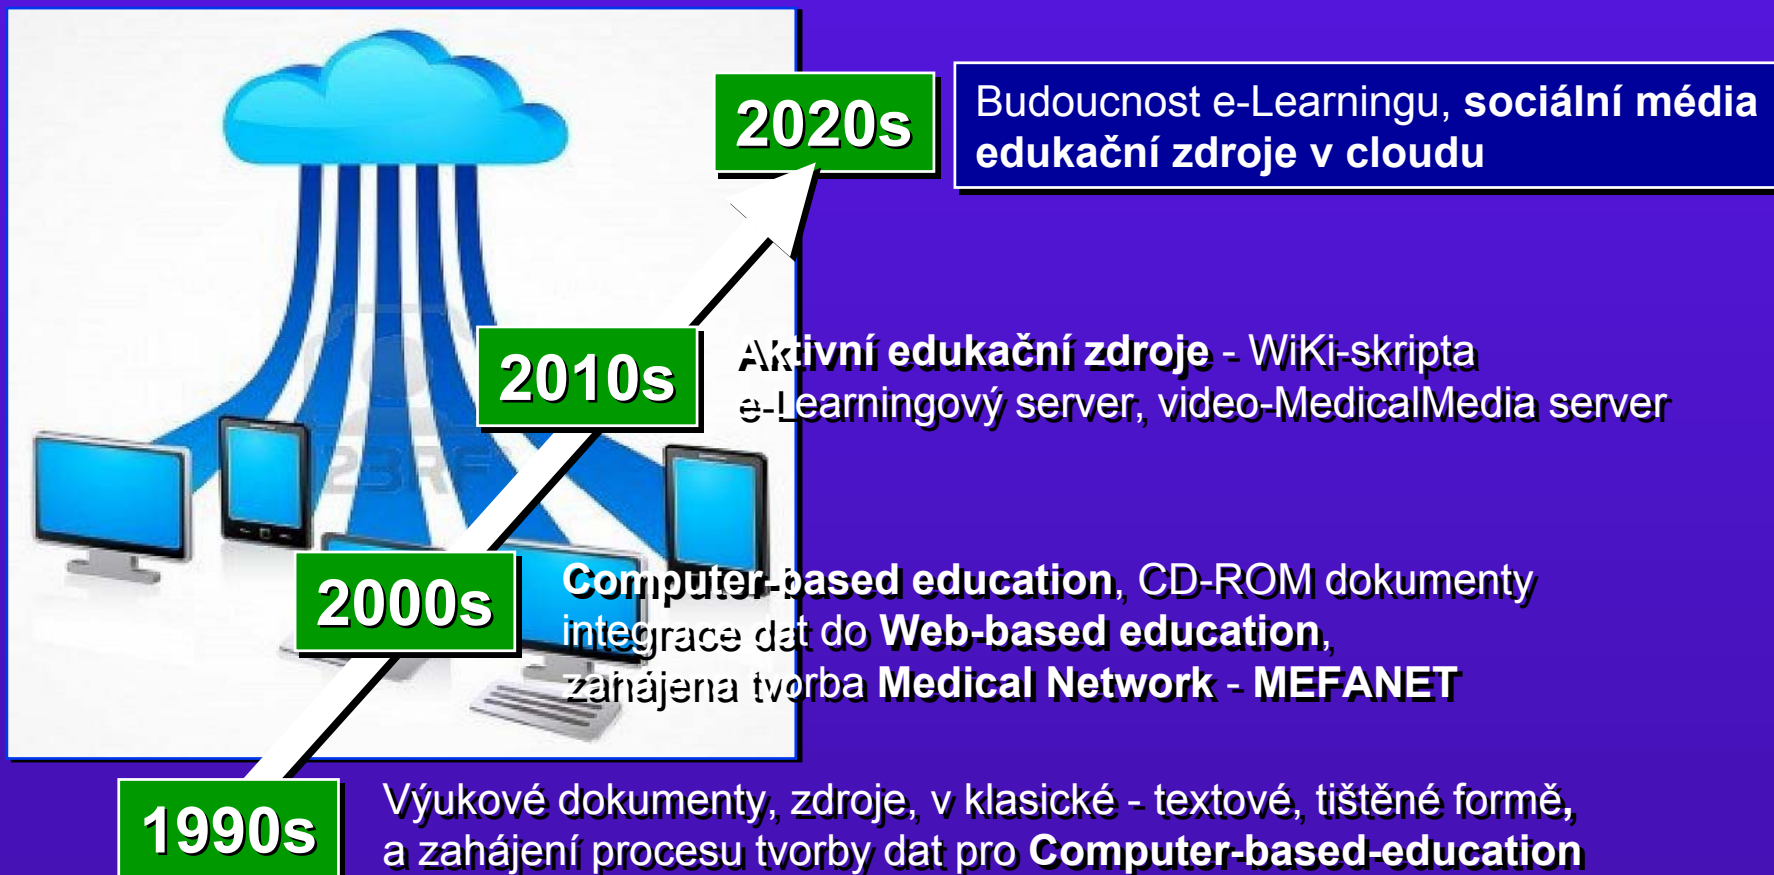 2020s
Budoucnost e-Learningu, sociální média
edukační zdroje v cloudu
2010s
Aktivní edukační zdroje - WiKi-skripta
e-Learningový server, video-MedicalMedia server
2000s
Computer-based education, CD-ROM dokumenty
integrace dat do Web-based education,
zahájena tvorba Medical Network - MEFANET
1990s
Výukové dokumenty, zdroje, v klasické - textové, tištěné formě,
a zahájení procesu tvorby dat pro Computer-based-education